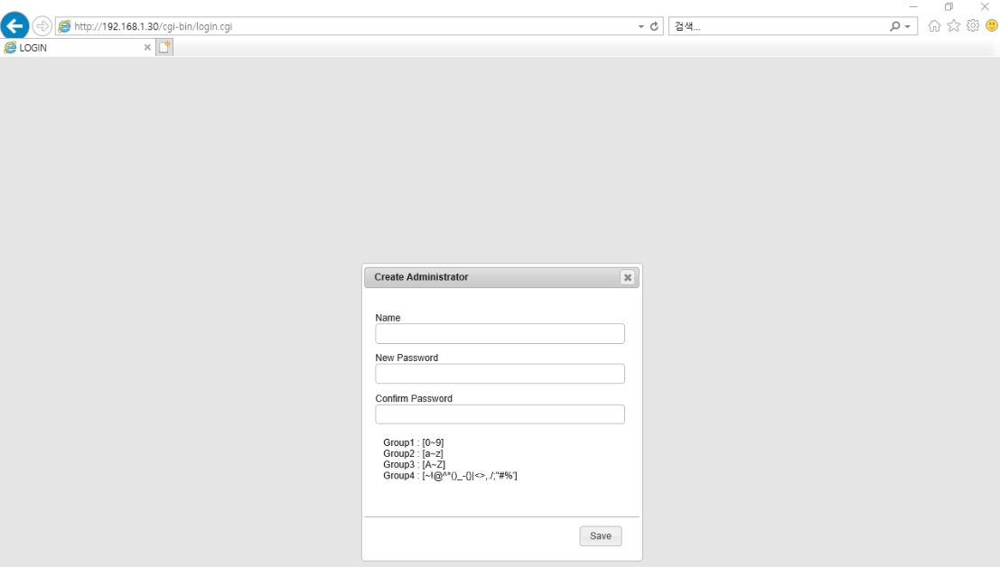 http://192.168.1.30/cgi-bin/login.cgi
검색...
LOGIN
Create Administrator
Name
New Password
Confirm Password
Group1 : [0~9]
Group2 : [a~z]
Group3 : [A~Z]
Group4 : [~!@^*()_-{}|<>,./;"#%']
Save